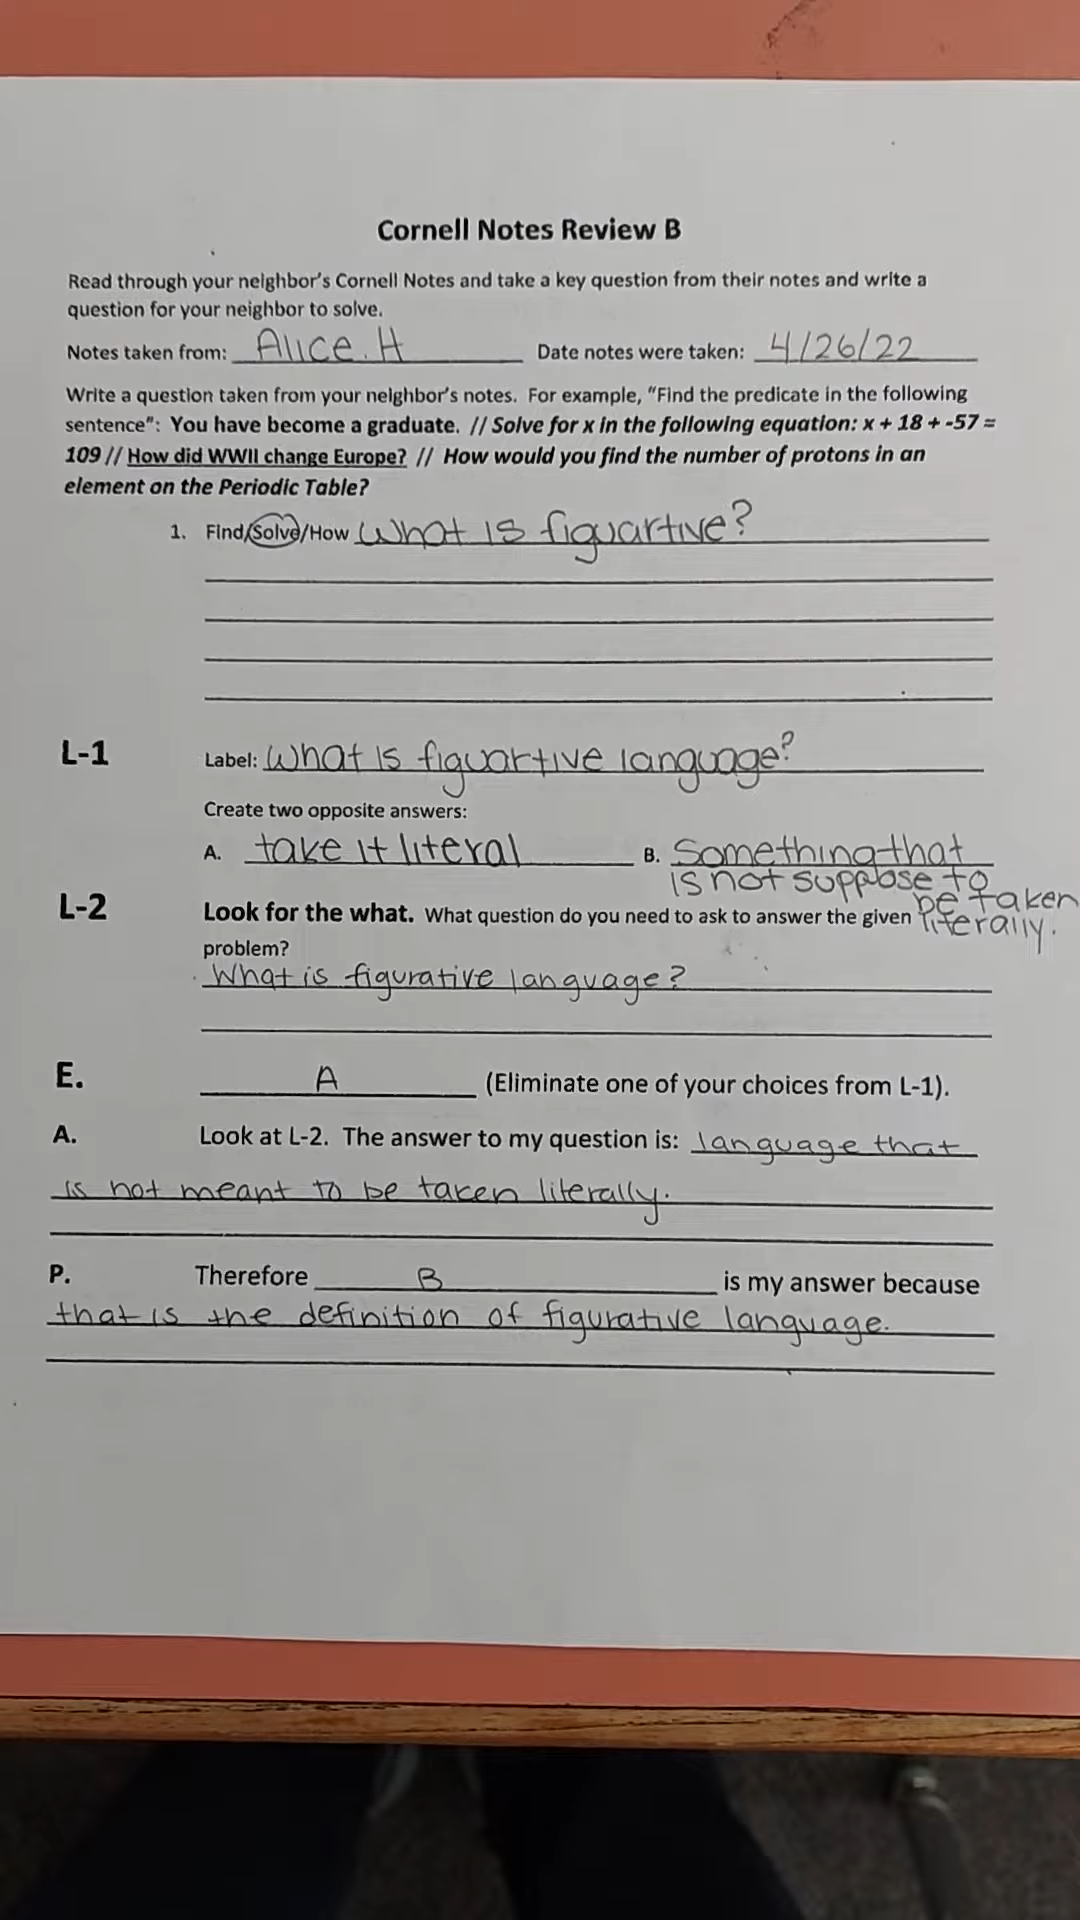 Cornell Notes Review B
Read through your neighbor's Cornell Notes and take a key question from their notes and write a
question for your neighbor to solve.
Notes taken from: Alice. H Date notes were taken: 4/26/22
Write a question taken from your neighbor's notes. For example, "Find the predicate in the following
sentence": You have become a graduate. // Solve for x in the following equation: x + 18 + -57 =
109 // How did WWII change Europe? // How would you find the number of protons in an
element on the Periodic Table?
1. Find/Solve/How What is figuartive?
L-1 Label: What is figuartive language?
Create two opposite answers:
A. take it literal B. Something that
is not suppose to
be taken
literally.
L-2 Look for the what. What question do you need to ask to answer the given
problem?
What is figurative language?
E. A (Eliminate one of your choices from L-1).
A. Look at L-2. The answer to my question is: language that
is not meant to be taken literally.
P. Therefore B is my answer because
that is the definition of figurative language.